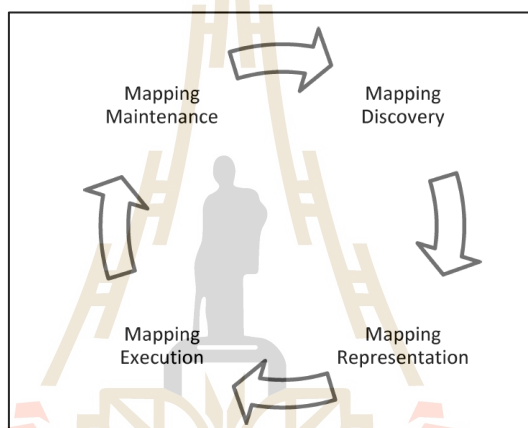 Mapping
Maintenance
Mapping
Discovery
Mapping
Execution
Mapping
Representation